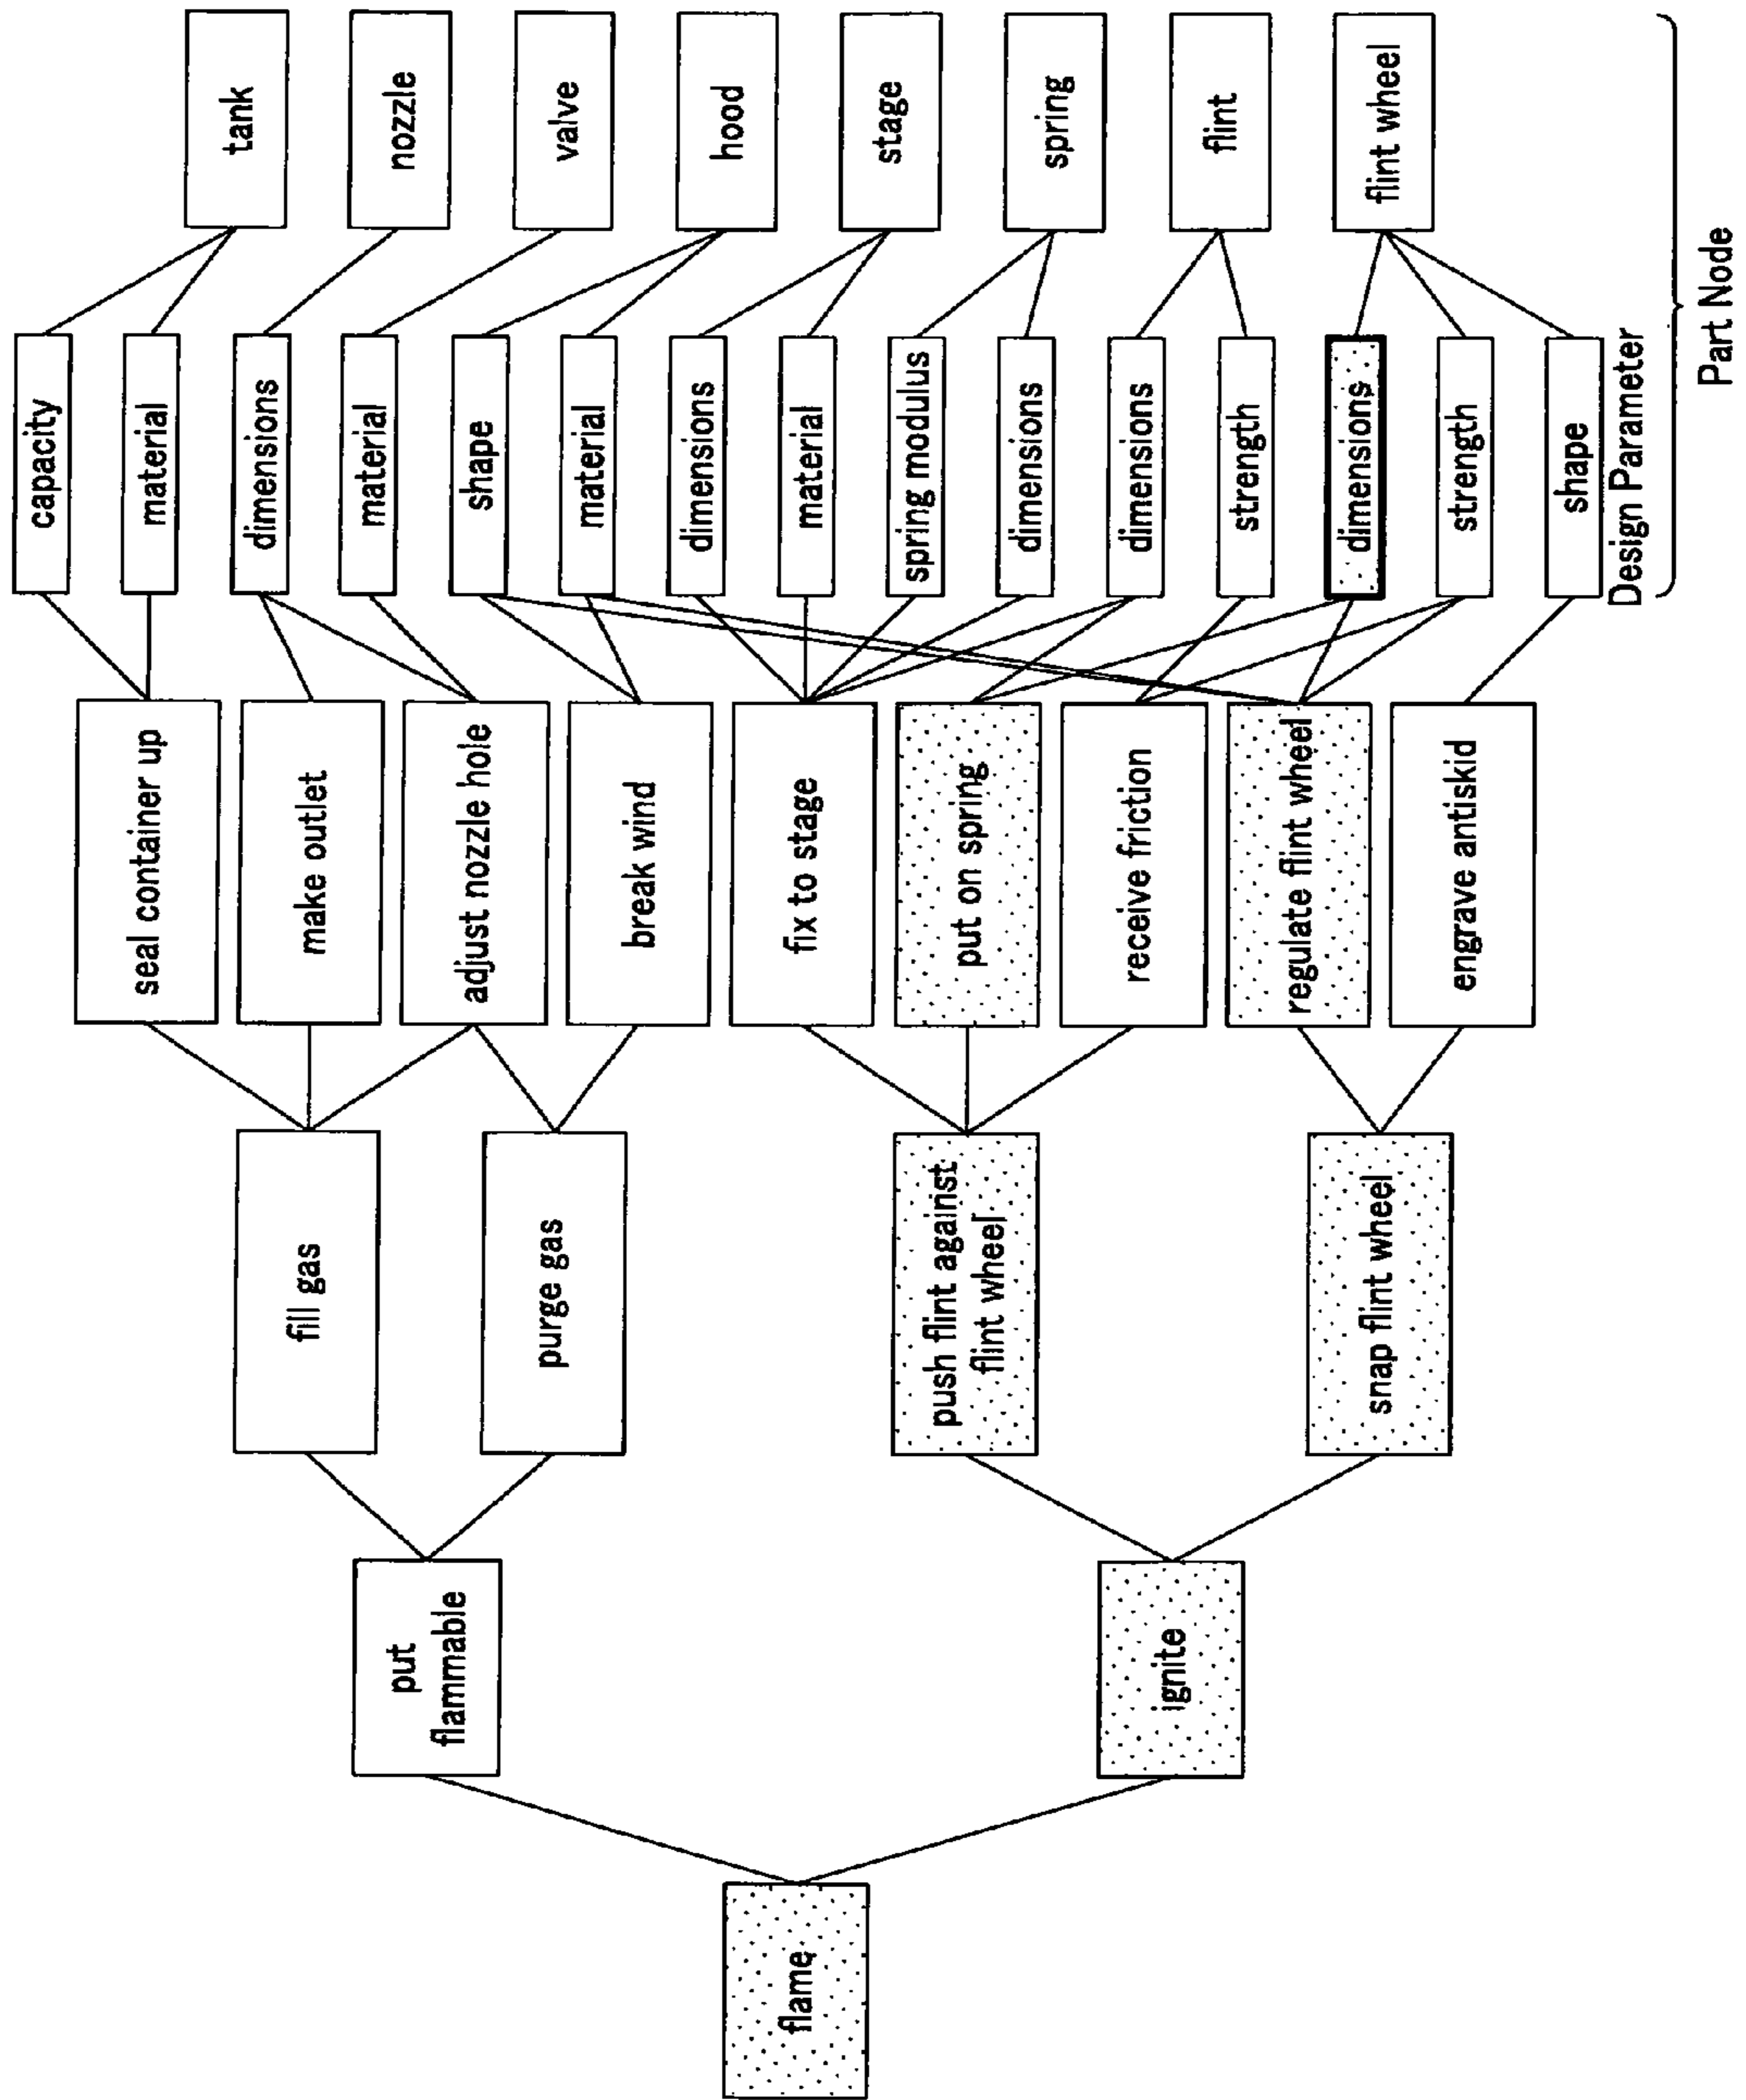 flame
put
flammable
ignite
fill gas
purge gas
push flint against
flint wheel
snap flint wheel
seal container up
make outlet
adjust nozzle hole
break wind
fix to stage
put on spring
receive friction
regulate flint wheel
engrave antiskid
capacity
material
dimensions
material
shape
material
dimensions
material
spring modulus
dimensions
dimensions
strength
dimensions
strength
shape
Design Parameter
tank
nozzle
valve
hood
stage
spring
flint
flint wheel
Part Node